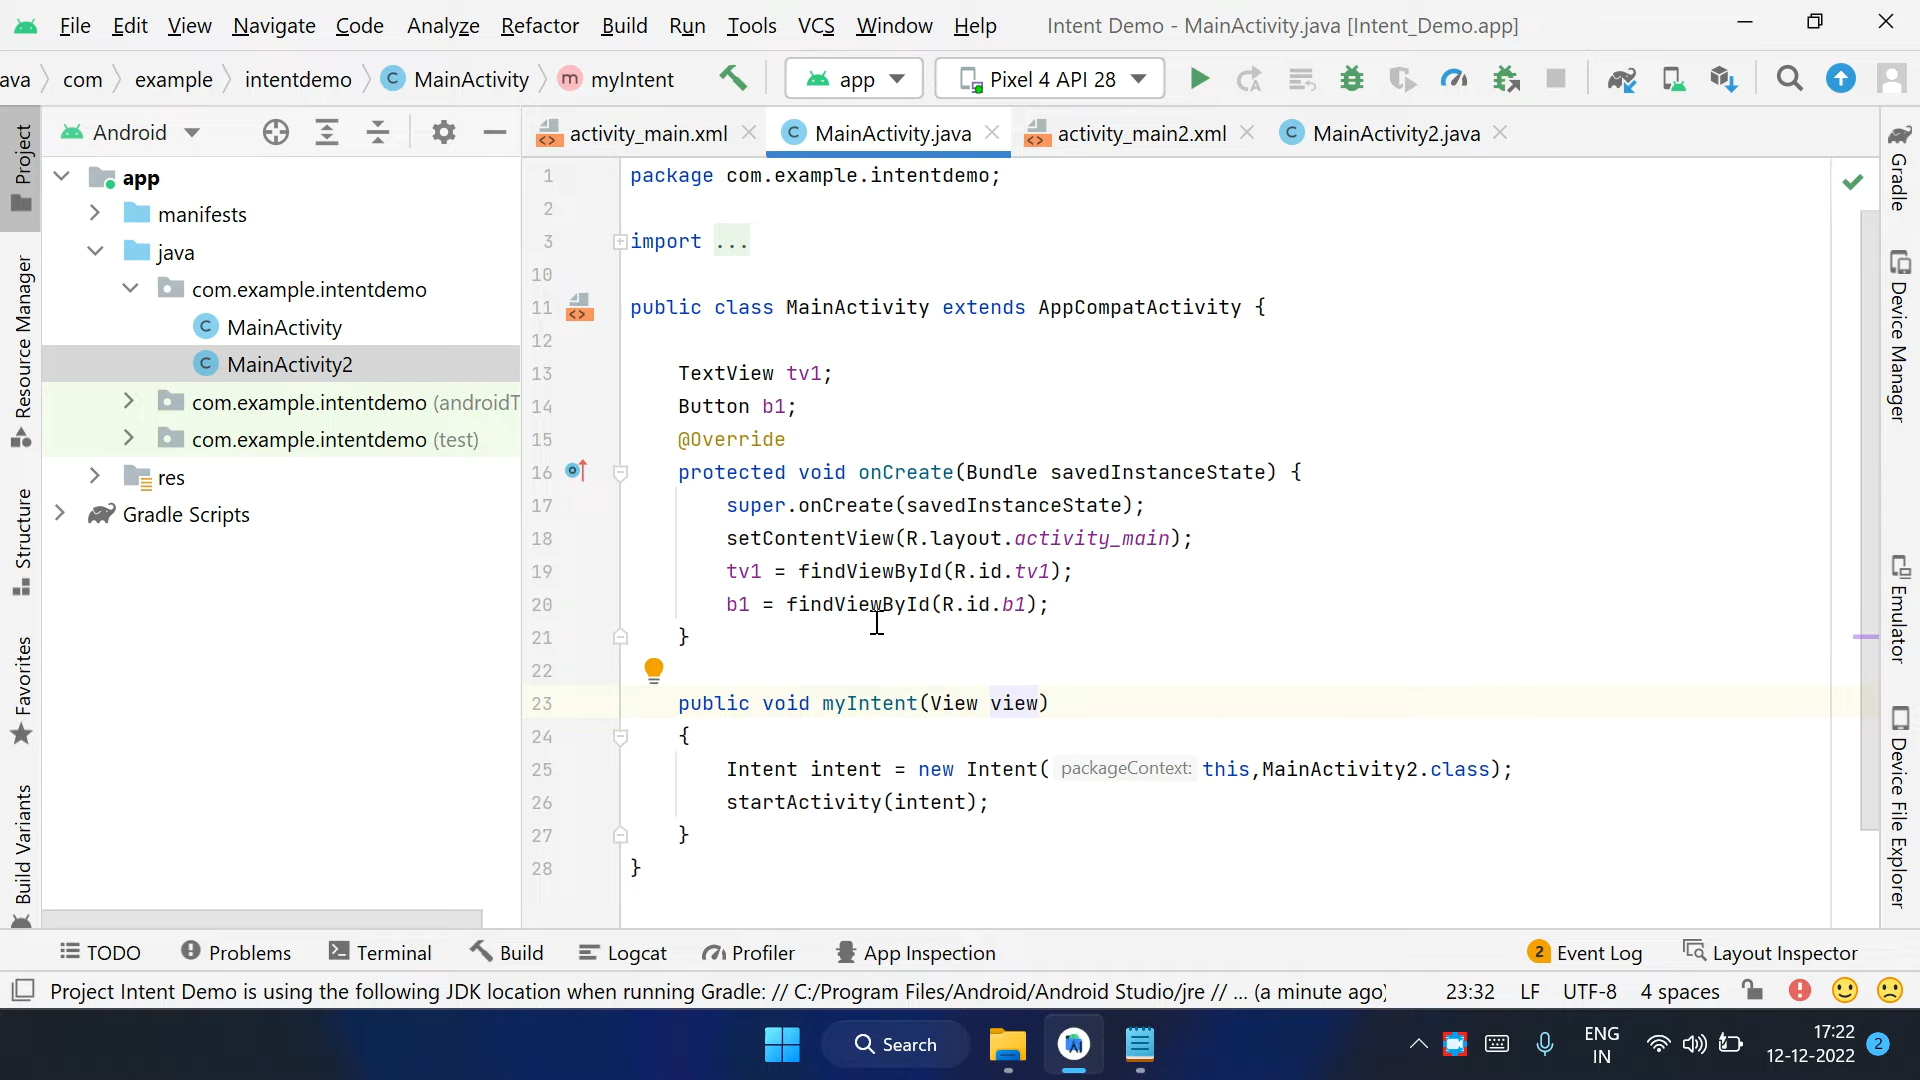 File Edit View Navigate Code Analyze Refactor Build Run Tools VCS Window Help Intent Demo - MainActivity.java [Intent_Demo.app]
ava com example intentdemo C MainActivity m myIntent app Pixel 4 API 28
Android
activity_main.xml C MainActivity.java activity_main2.xml C MainActivity2.java
app
manifests
java
com.example.intentdemo
C MainActivity
C MainActivity2
com.example.intentdemo (androidT
com.example.intentdemo (test)
res
Gradle Scripts
Project
Resource Manager
Structure
Favorites
Build Variants
1 package com.example.intentdemo;
2
3 import ...
10
11 public class MainActivity extends AppCompatActivity {
12
13 TextView tv1;
14 Button b1;
15 @Override
16 protected void onCreate(Bundle savedInstanceState) {
17 super.onCreate(savedInstanceState);
18 setContentView(R.layout.activity_main);
19 tv1 = findViewById(R.id.tv1);
20 b1 = findViewById(R.id.b1);
21 }
22
23 public void myIntent(View view)
24 {
25 Intent intent = new Intent( packageContext: this,MainActivity2.class);
26 startActivity(intent);
27 }
28 }
Gradle
Device Manager
Emulator
Device File Explorer
TODO Problems Terminal Build Logcat Profiler App Inspection 2 Event Log Layout Inspector
Project Intent Demo is using the following JDK location when running Gradle: // C:/Program Files/Android/Android Studio/jre // ... (a minute ago) 23:32 LF UTF-8 4 spaces
Search
ENG
IN
17:22
12-12-2022
2